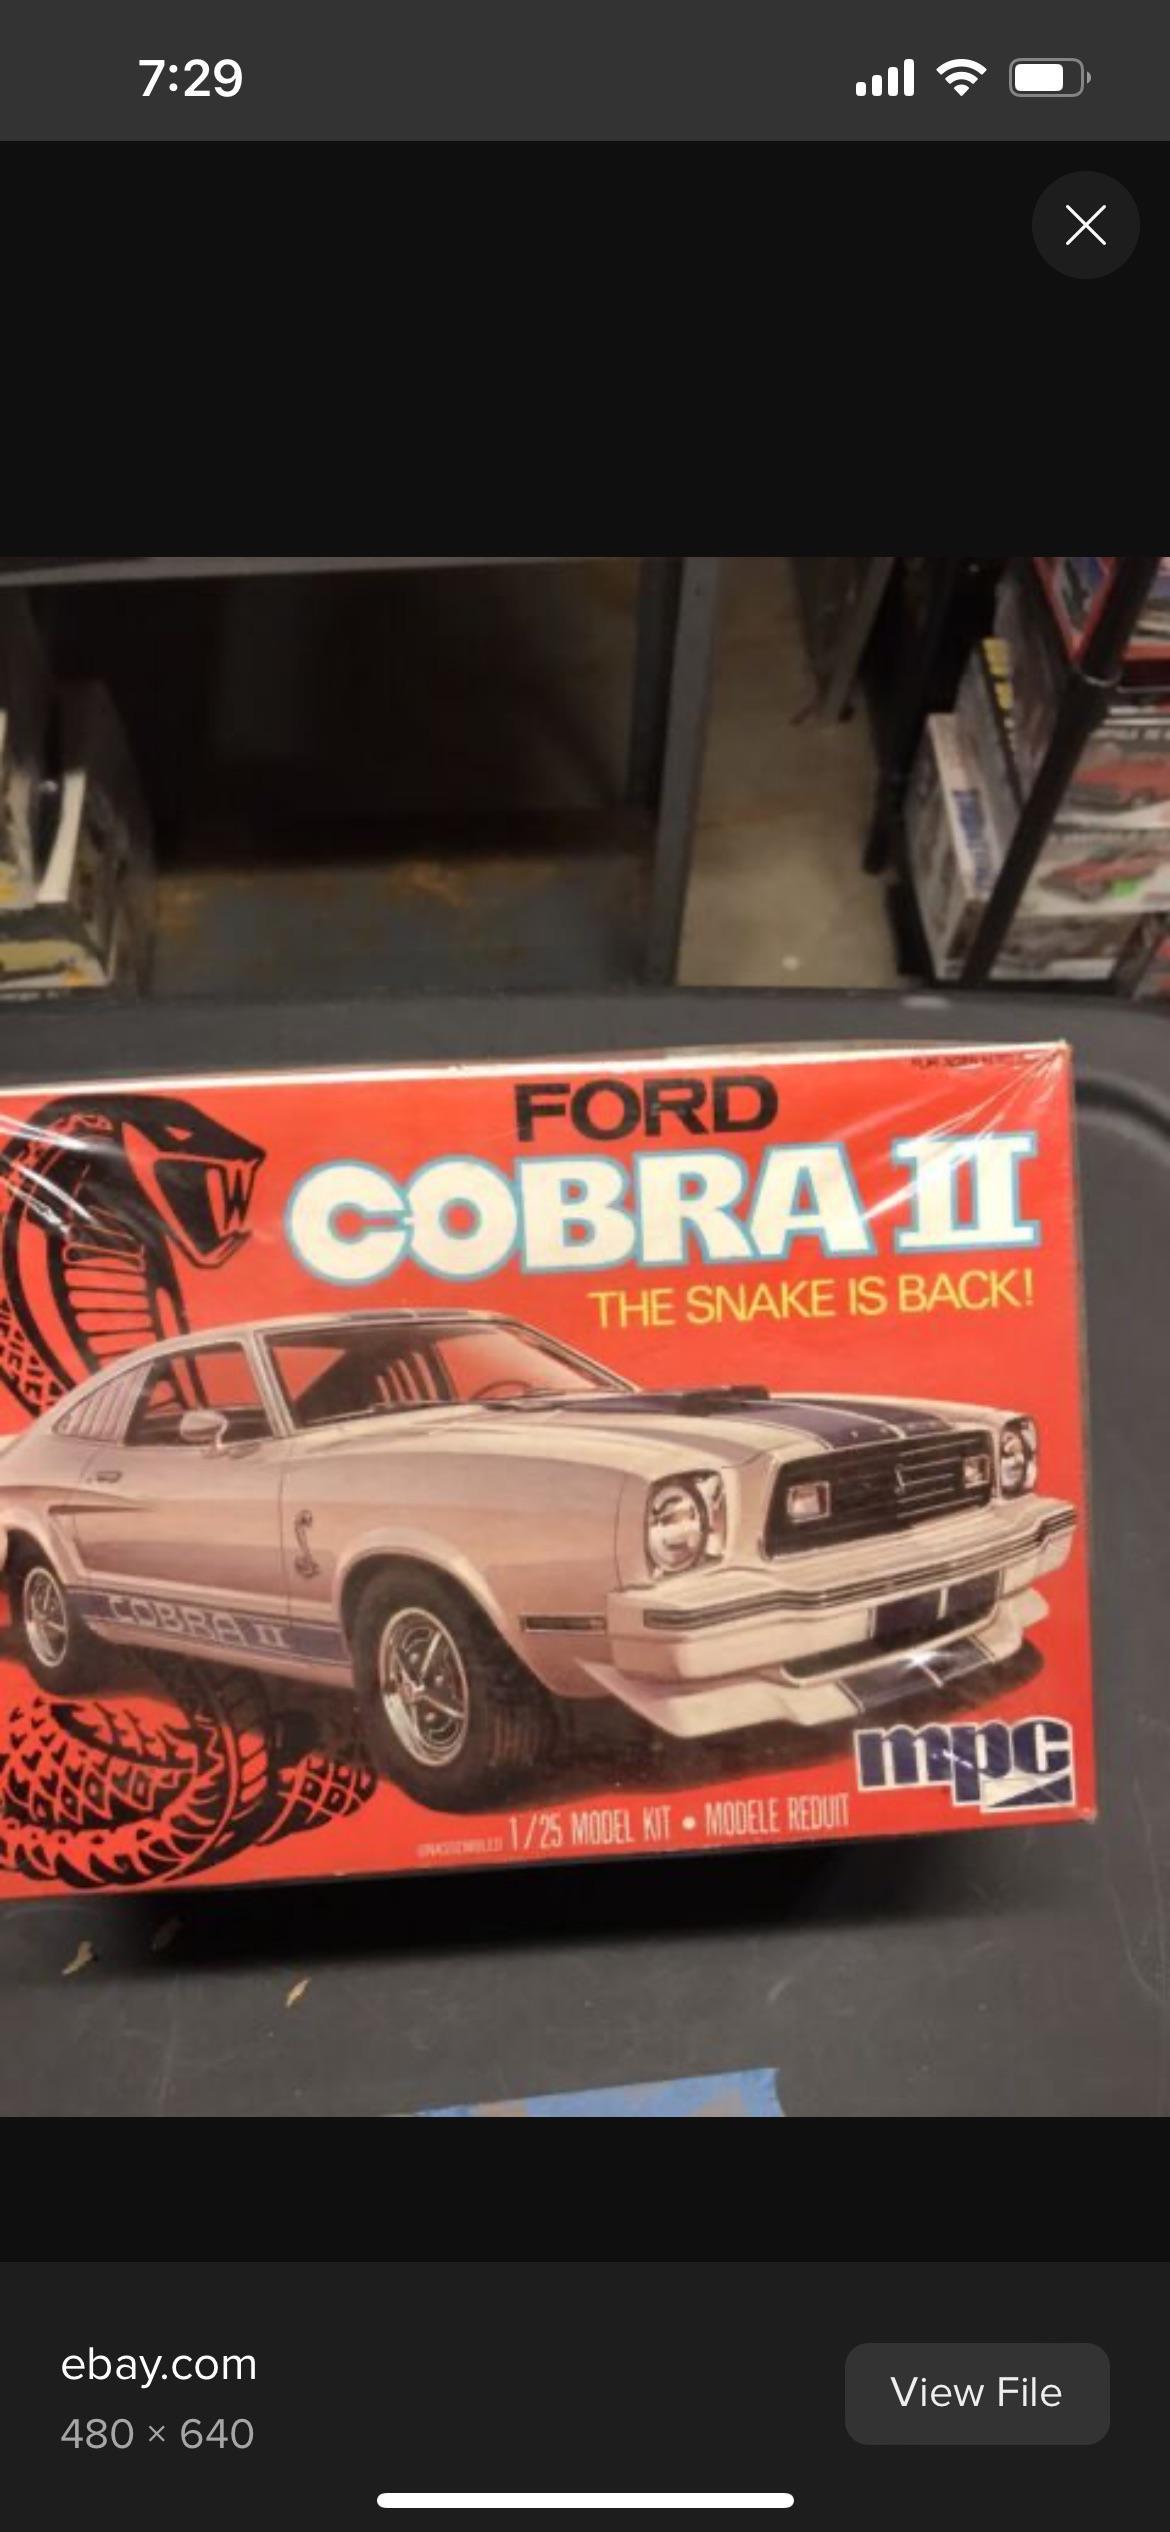 7:29
FORD
COBRA II
THE SNAKE IS BACK!
COBRA II
mpc
UNASSEMBLED 1/25 MODEL KIT • MODELE REDUIT
ebay.com
480 × 640
View File